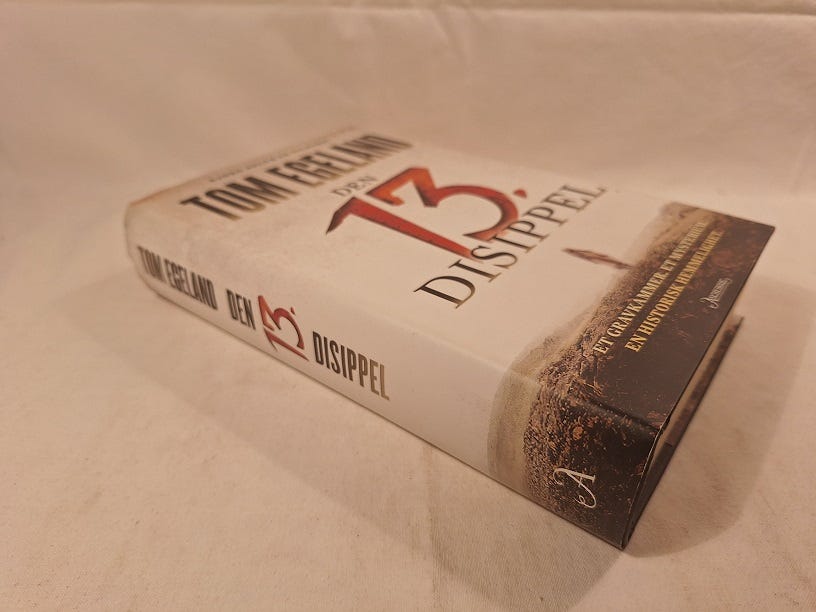 TOM EGELAND
DEN
13.
DISIPPEL
ET GRAVKAMMER. ET MYSTERIUM.
EN HISTORISK HEMMELIGHET.
TOM EGELAND DEN 13. DISIPPEL
A